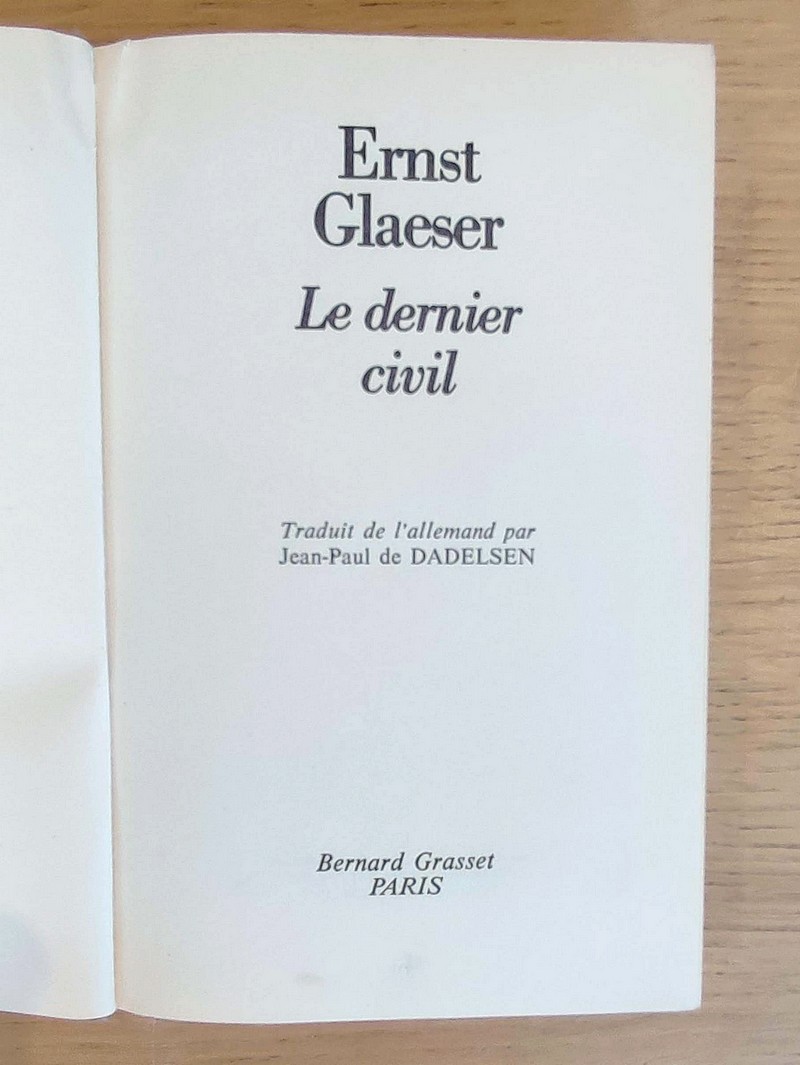 Ernst
Glaeser
Le dernier
civil
Traduit de l'allemand par
Jean-Paul de DADELSEN
Bernard Grasset
PARIS